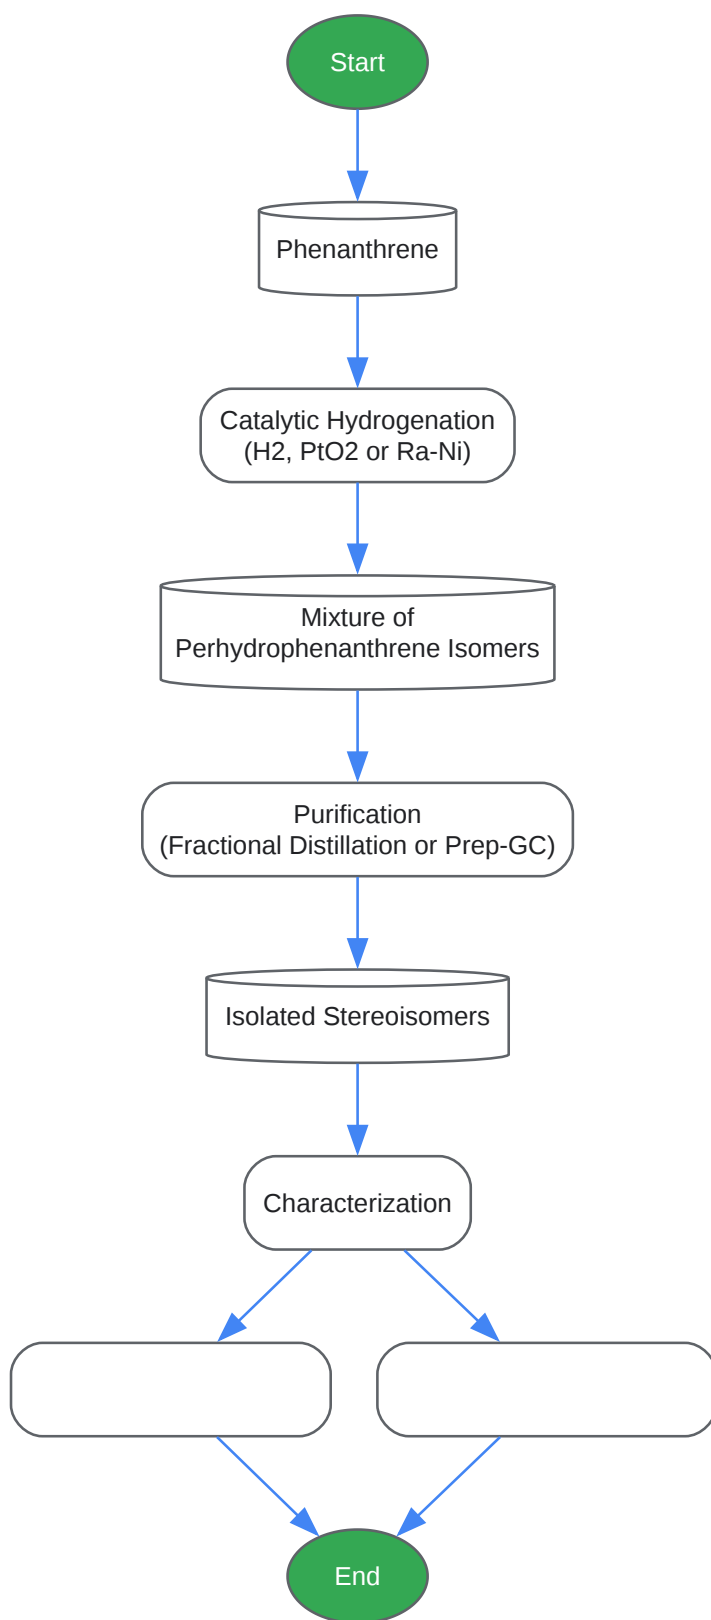 Start
Phenanthrene
Catalytic Hydrogenation
(H2, PtO2 or Ra-Ni)
Mixture of
Perhydrophenanthrene Isomers
Purification
(Fractional Distillation or Prep-GC)
Isolated Stereoisomers
Characterization
End